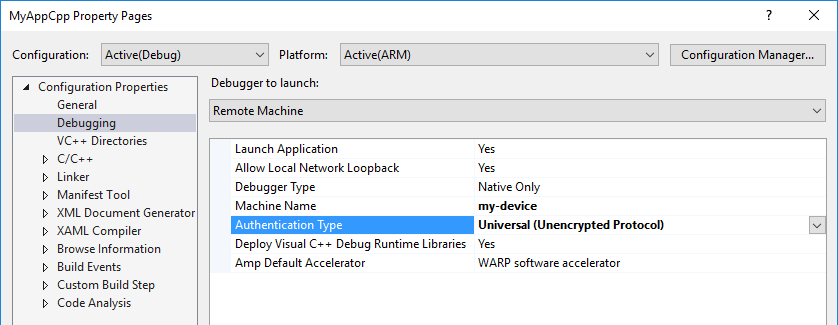 MyAppCpp Property Pages
Configuration: Active(Debug) Platform: Active(ARM) Configuration Manager...
Configuration Properties
General
Debugging
VC++ Directories
C/C++
Linker
Manifest Tool
XML Document Generator
XAML Compiler
Browse Information
Build Events
Custom Build Step
Code Analysis
Debugger to launch:
Remote Machine
Launch Application Yes
Allow Local Network Loopback Yes
Debugger Type Native Only
Machine Name my-device
Authentication Type Universal (Unencrypted Protocol)
Deploy Visual C++ Debug Runtime Libraries Yes
Amp Default Accelerator WARP software accelerator